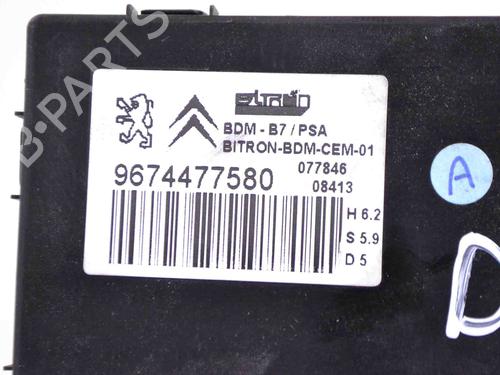 B-PARTS
BITRON
BDM - B7 / PSA
BITRON-BDM-CEM-01
077846
9674477580
08413
H 6.2
S 5.9
D 5
A
D